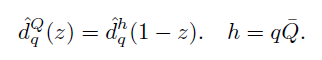 $\hat{d}_q^Q(z) = \hat{d}_q^h(1 - z). \quad h = q\bar{Q}.$